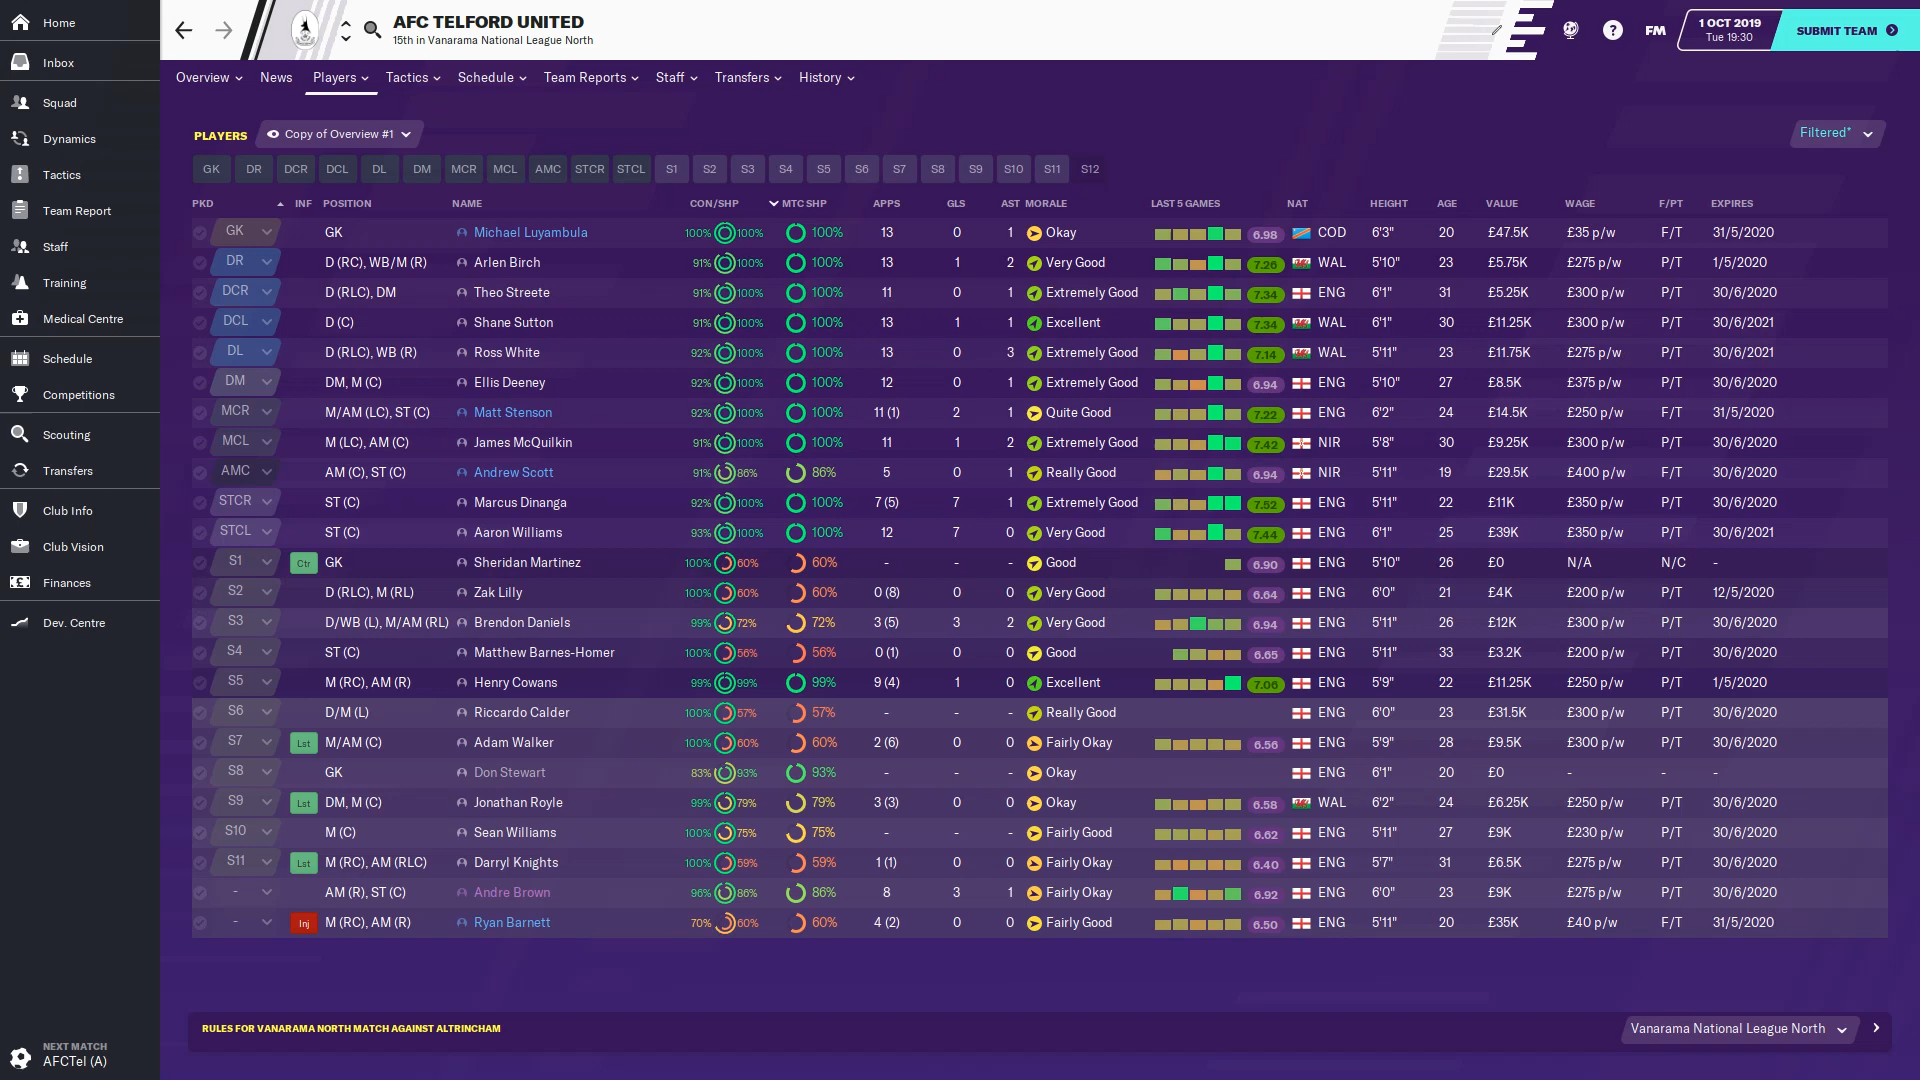 Home
Inbox
Squad
Dynamics
Tactics
Team Report
Staff
Training
Medical Centre
Schedule
Competitions
Scouting
Transfers
Club Info
Club Vision
Finances
Dev. Centre
NEXT MATCH
AFCTel (A)
AFC TELFORD UNITED
15th in Vanarama National League North
? FM 1 OCT 2019 Tue 19:30 SUBMIT TEAM
Overview News Players Tactics Schedule Team Reports Staff Transfers History
PLAYERS Copy of Overview #1 Filtered*
GK DR DCR DCL DL DM MCR MCL AMC STCR STCL S1 S2 S3 S4 S5 S6 S7 S8 S9 S10 S11 S12
PKD INF POSITION NAME CON/SHP MTC SHP APPS GLS AST MORALE LAST 5 GAMES NAT HEIGHT AGE VALUE WAGE F/PT EXPIRES
GK GK Michael Luyambula 100% 100% 100% 13 0 1 Okay 6.98 COD 6'3" 20 £47.5K £35 p/w F/T 31/5/2020
DR D (RC), WB/M (R) Arlen Birch 91% 100% 100% 13 1 2 Very Good 7.26 WAL 5'10" 23 £5.75K £275 p/w P/T 1/5/2020
DCR D (RLC), DM Theo Streete 91% 100% 100% 11 0 1 Extremely Good 7.34 ENG 6'1" 31 £5.25K £300 p/w P/T 30/6/2020
DCL D (C) Shane Sutton 91% 100% 100% 13 1 1 Excellent 7.34 WAL 6'1" 30 £11.25K £300 p/w P/T 30/6/2021
DL D (RLC), WB (R) Ross White 92% 100% 100% 13 0 3 Extremely Good 7.14 WAL 5'11" 23 £11.75K £275 p/w P/T 30/6/2021
DM DM, M (C) Ellis Deeney 92% 100% 100% 12 0 1 Extremely Good 6.94 ENG 5'10" 27 £8.5K £375 p/w P/T 30/6/2020
MCR M/AM (LC), ST (C) Matt Stenson 92% 100% 100% 11 (1) 2 1 Quite Good 7.22 ENG 6'2" 24 £14.5K £250 p/w F/T 31/5/2020
MCL M (LC), AM (C) James McQuilkin 91% 100% 100% 11 1 2 Extremely Good 7.42 NIR 5'8" 30 £9.25K £300 p/w P/T 30/6/2020
AMC AM (C), ST (C) Andrew Scott 91% 86% 86% 5 0 1 Really Good 6.94 NIR 5'11" 19 £29.5K £400 p/w F/T 30/6/2020
STCR ST (C) Marcus Dinanga 92% 100% 100% 7 (5) 7 1 Extremely Good 7.52 ENG 5'11" 22 £11K £350 p/w P/T 30/6/2020
STCL ST (C) Aaron Williams 93% 100% 100% 12 7 0 Very Good 7.44 ENG 6'1" 25 £39K £350 p/w P/T 30/6/2021
S1 Ctr GK Sheridan Martinez 100% 60% 60% - - - Good 6.90 ENG 5'10" 26 £0 N/A N/C -
S2 D (RLC), M (RL) Zak Lilly 100% 60% 60% 0 (8) 0 0 Very Good 6.64 ENG 6'0" 21 £4K £200 p/w P/T 12/5/2020
S3 D/WB (L), M/AM (RL) Brendon Daniels 99% 72% 72% 3 (5) 3 2 Very Good 6.94 ENG 5'11" 26 £12K £300 p/w P/T 30/6/2020
S4 ST (C) Matthew Barnes-Homer 100% 56% 56% 0 (1) 0 0 Good 6.65 ENG 5'11" 33 £3.2K £200 p/w P/T 30/6/2020
S5 M (RC), AM (R) Henry Cowans 99% 99% 99% 9 (4) 1 0 Excellent 7.06 ENG 5'9" 22 £11.25K £250 p/w P/T 1/5/2020
S6 D/M (L) Riccardo Calder 100% 57% 57% - - - Really Good ENG 6'0" 23 £31.5K £300 p/w P/T 30/6/2020
S7 Lst M/AM (C) Adam Walker 100% 60% 60% 2 (6) 0 0 Fairly Okay 6.56 ENG 5'9" 28 £9.5K £300 p/w P/T 30/6/2020
S8 GK Don Stewart 83% 93% 93% - - - Okay ENG 6'1" 20 £0 - - -
S9 Lst DM, M (C) Jonathan Royle 99% 79% 79% 3 (3) 0 0 Okay 6.58 WAL 6'2" 24 £6.25K £250 p/w P/T 30/6/2020
S10 M (C) Sean Williams 100% 75% 75% - - - Fairly Good 6.62 ENG 5'11" 27 £9K £230 p/w P/T 30/6/2020
S11 Lst M (RC), AM (RLC) Darryl Knights 100% 59% 59% 1 (1) 0 0 Fairly Okay 6.40 ENG 5'7" 31 £6.5K £275 p/w P/T 30/6/2020
- AM (R), ST (C) Andre Brown 96% 86% 86% 8 3 1 Fairly Okay 6.92 ENG 6'0" 23 £9K £275 p/w P/T 30/6/2020
- Inj M (RC), AM (R) Ryan Barnett 70% 60% 60% 4 (2) 0 0 Fairly Good 6.50 ENG 5'11" 20 £35K £40 p/w F/T 31/5/2020
RULES FOR VANARAMA NORTH MATCH AGAINST ALTRINCHAM Vanarama National League North